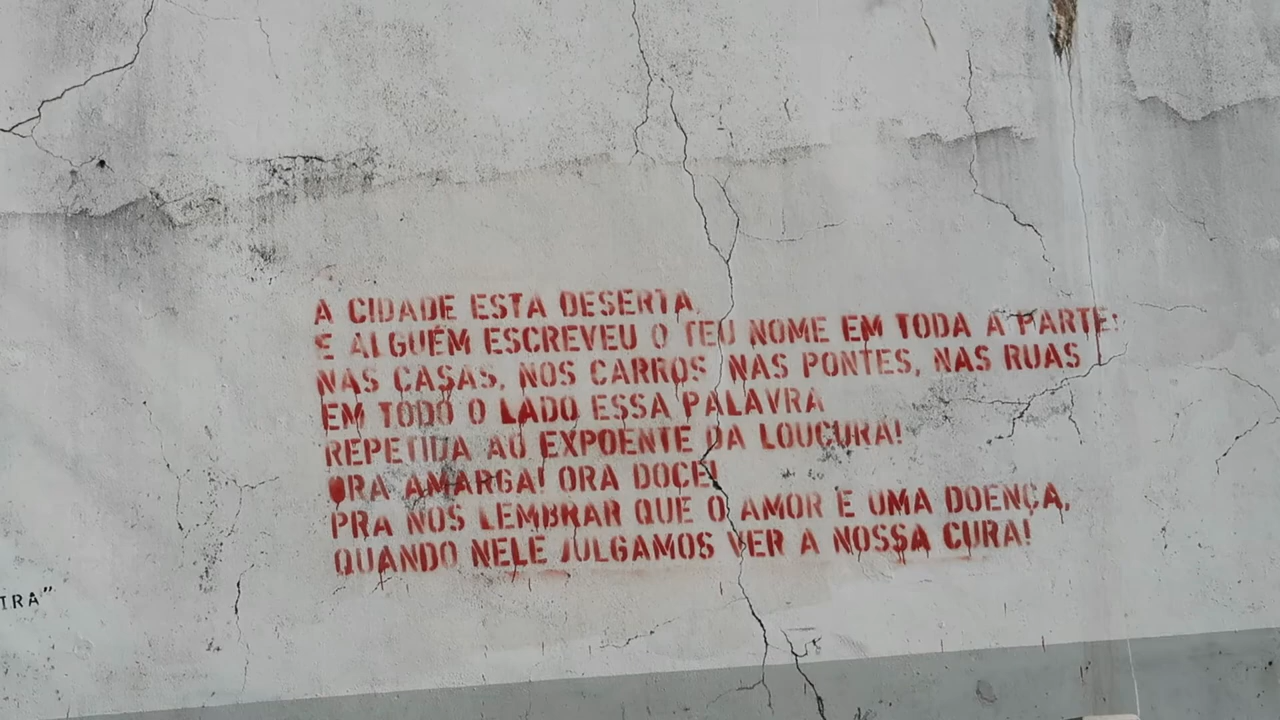 A CIDADE ESTA DESERTA,
E ALGUÉM ESCREVEU O TEU NOME EM TODA A PARTE:
NAS CASAS, NOS CARROS, NAS PONTES, NAS RUAS
EM TODO O LADO ESSA PALAVRA
REPETIDA AO EXPOENTE DA LOUCURA!
ORA AMARGA! ORA DOCE!
PRA NOS LEMBRAR QUE O AMOR E UMA DOENÇA,
QUANDO NELE JULGAMOS VER A NOSSA CURA!